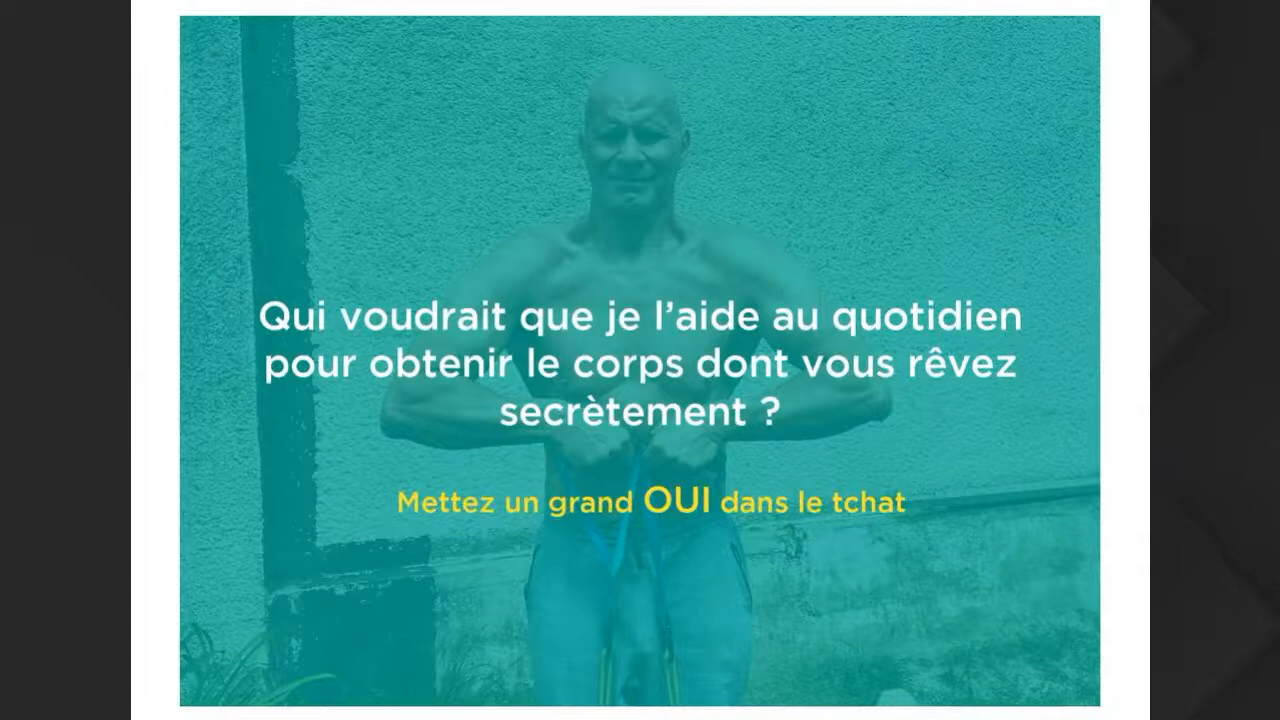 Qui voudrait que je l’aide au quotidien
pour obtenir le corps dont vous rêvez
secrètement ?
Mettez un grand OUI dans le tchat